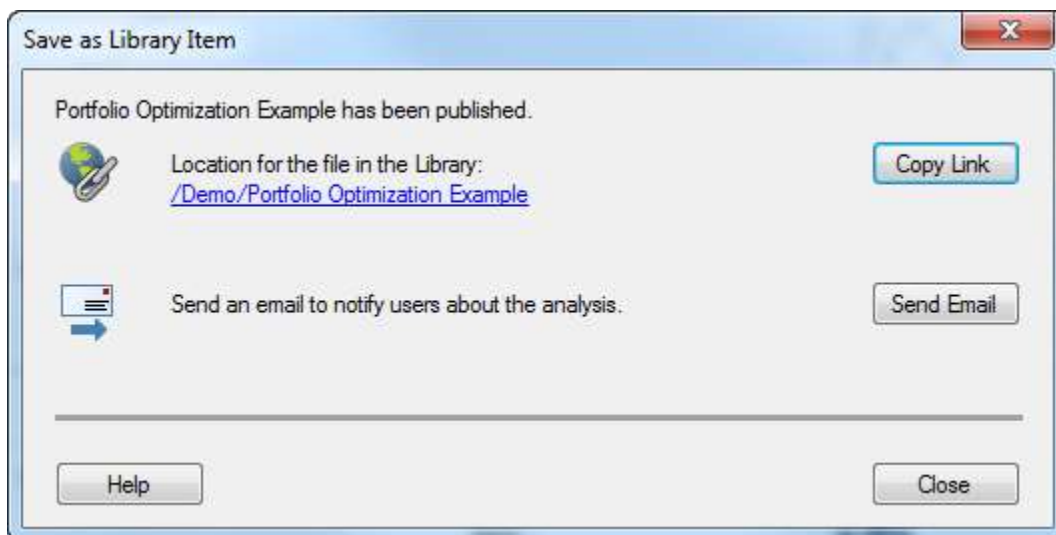 Save as Library Item
Portfolio Optimization Example has been published.
Location for the file in the Library:
Copy Link
/Demo/Portfolio Optimization Example
Send an email to notify users about the analysis.
Send Email
Help
Close